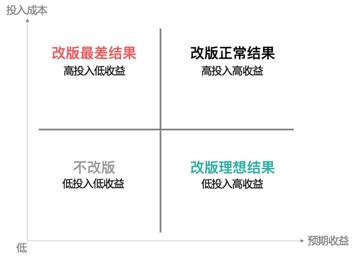 投入成本
改版最差结果
高投入低收益
改版正常结果
高投入高收益
不改版
低投入低收益
改版理想结果
低投入高收益
低
预期收益